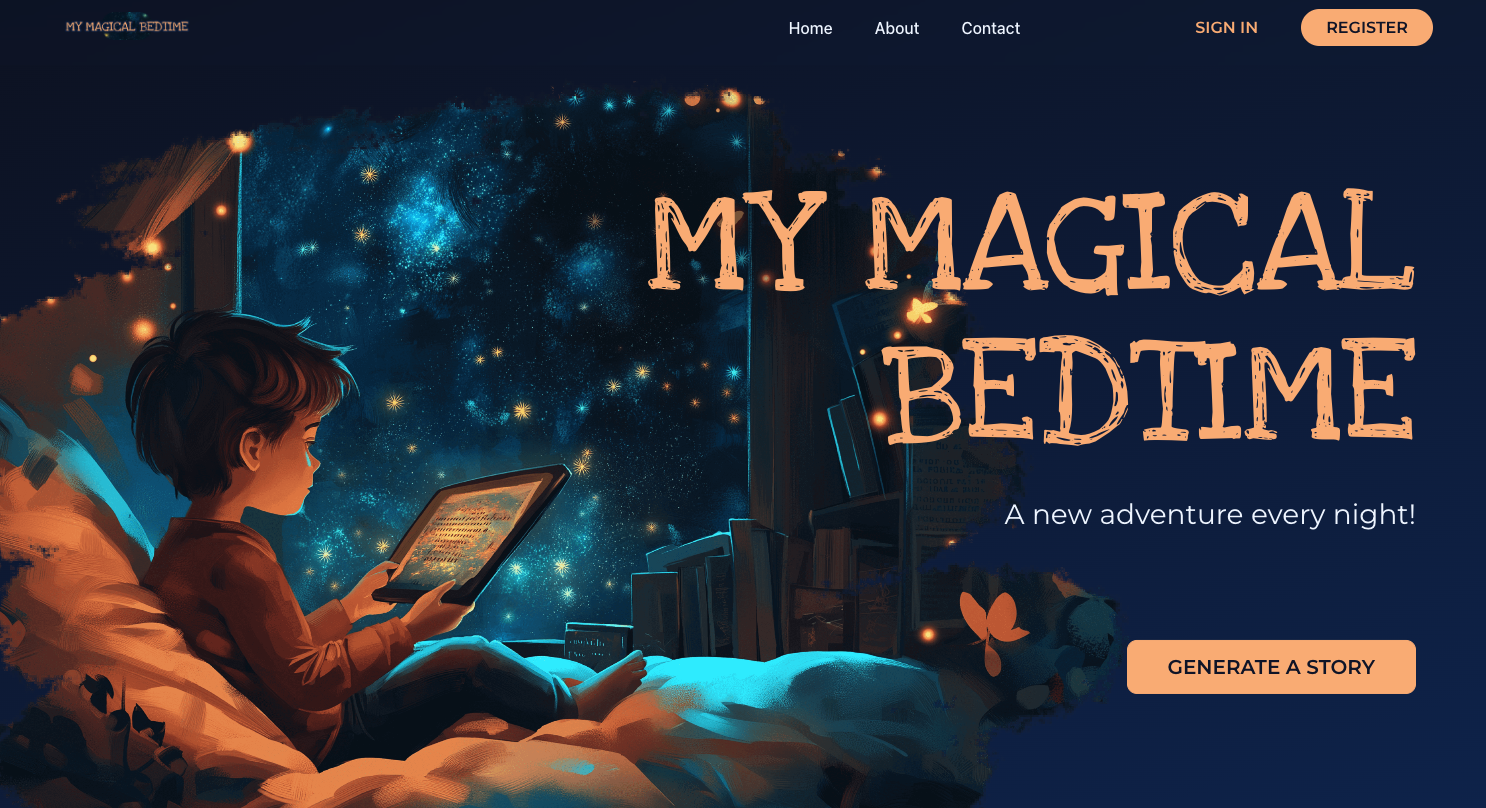 MY MAGICAL BEDTIME
Home About Contact SIGN IN REGISTER
MY MAGICAL
BEDTIME
A new adventure every night!
GENERATE A STORY